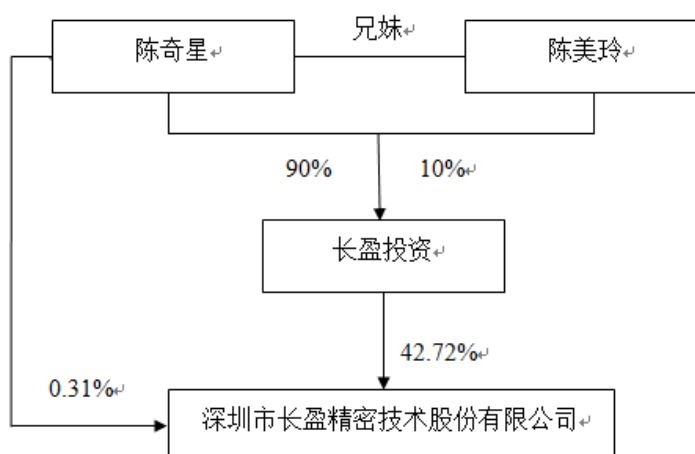 兄妹
陈奇星
陈美玲
90%
10%
长盈投资
42.72%
0.31%
深圳市长盈精密技术股份有限公司